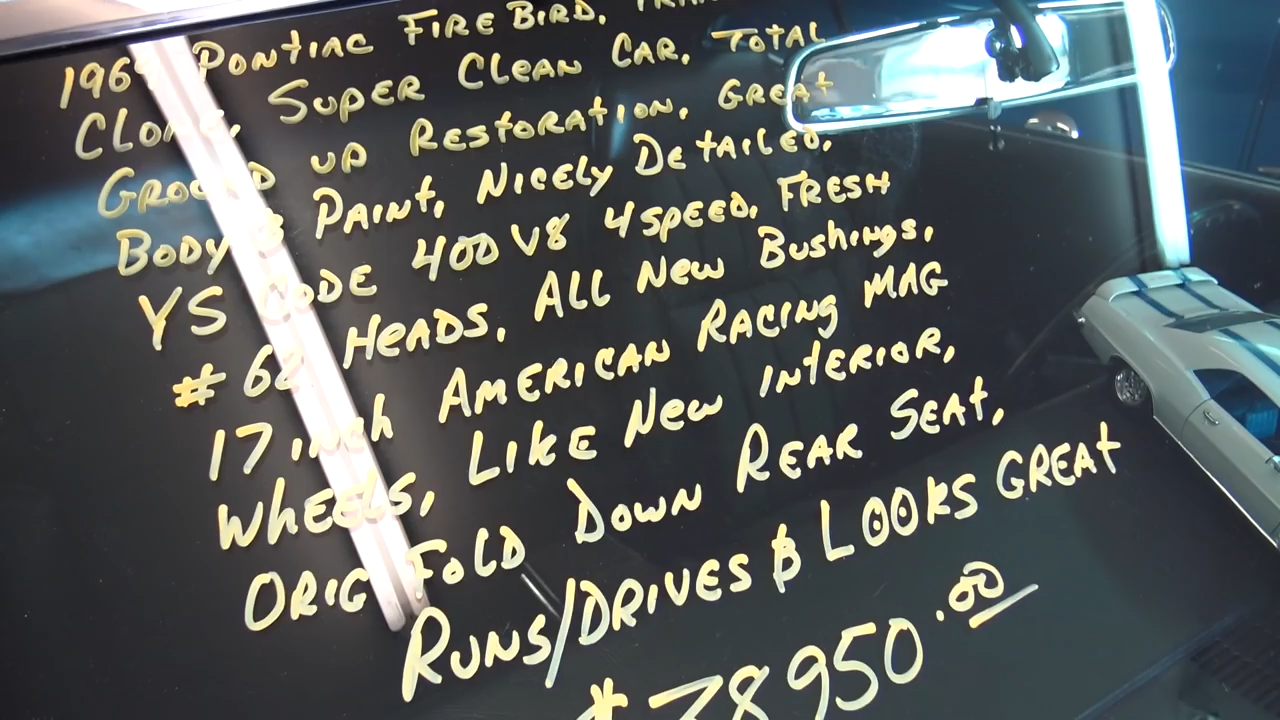 PONTIAC FIREBIRD,
CLONE, SUPER CLEAN CAR, TOTAL
GROUND UP RESTORATION, GREAT
BODY & PAINT, NICELY DETAILED,
YS CODE 400 V8 4 SPEED, FRESH
# 62 HEADS, ALL NEW BUSHINGS,
17 inch AMERICAN RACING MAG
WHEELS, LIKE NEW INTERIOR,
ORIG FOLD DOWN REAR SEAT,
RUNS/DRIVES & LOOKS GREAT
$38950.00